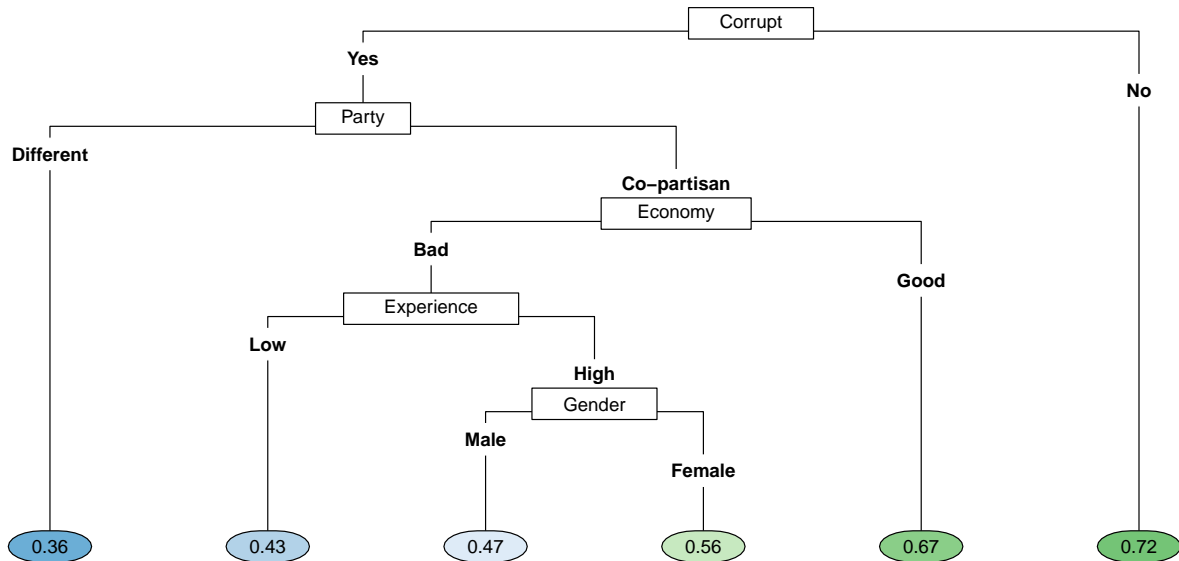 Corrupt
Yes
No
Party
Different
Co−partisan
Economy
Bad
Good
Experience
Low
High
Gender
Male
Female
0.36
0.43
0.47
0.56
0.67
0.72